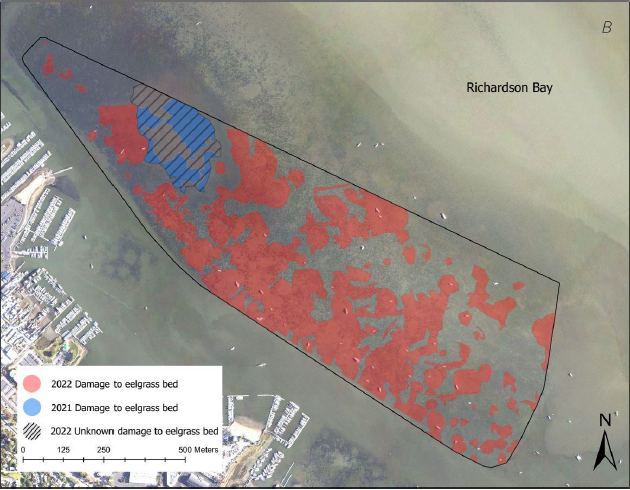 B
Richardson Bay
2022 Damage to eelgrass bed
2021 Damage to eelgrass bed
2022 Unknown damage to eelgrass bed
0 125 250 500 Meters
N